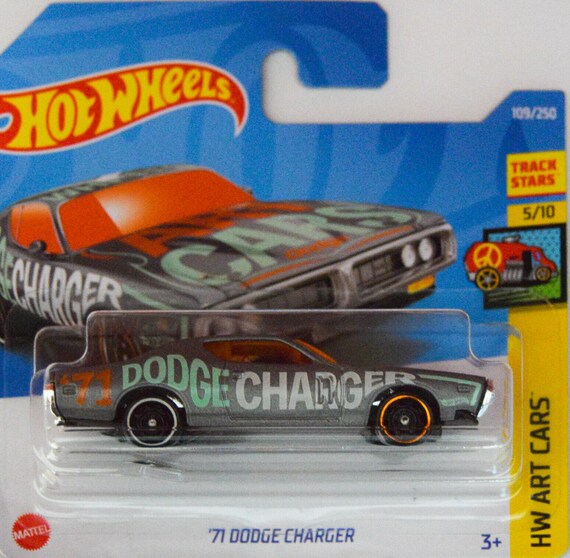 HOT WHEELS
109/250
TRACK
STARS
5/10
ART
CARS
CHARGER
'71 DODGE CHARGER
HW ART CARS
MATTEL
'71 DODGE CHARGER
3+